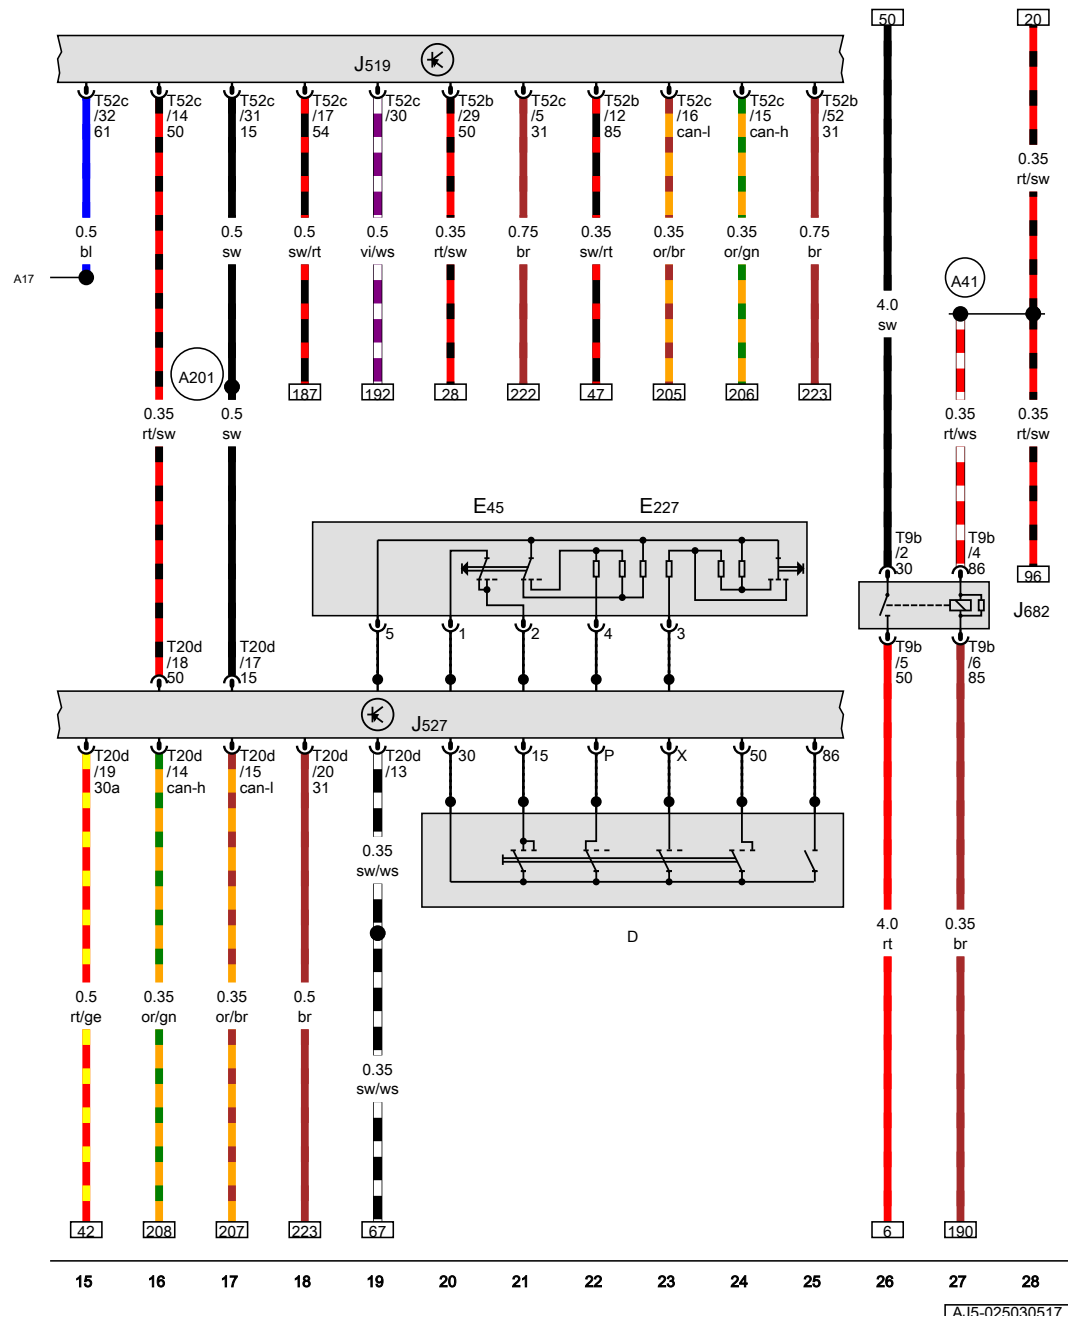 50
20
J519
T52c
/32
61
T52c
/14
50
T52c
/31
15
T52c
/17
54
T52c
/30
T52b
/29
50
T52c
/5
31
T52b
/12
85
T52c
/16
can-l
T52c
/15
can-h
T52b
/52
31
0.35
rt/sw
0.5
bl
0.5
sw
0.5
sw/rt
0.5
vi/ws
0.35
rt/sw
0.75
br
0.35
sw/rt
0.35
or/br
0.35
or/gn
0.75
br
A17
A41
4.0
sw
A201
187
192
28
222
47
205
206
223
0.35
rt/sw
0.5
sw
0.35
rt/ws
0.35
rt/sw
E45
E227
T9b
/2
30
T9b
/4
86
96
J682
5
1
2
4
3
T20d
/18
50
T20d
/17
15
T9b
/5
50
T9b
/6
85
J527
T20d
/19
30a
T20d
/14
can-h
T20d
/15
can-l
T20d
/20
31
T20d
/13
30
15
P
X
50
86
0.35
sw/ws
D
4.0
rt
0.35
br
0.5
rt/ge
0.35
or/gn
0.35
or/br
0.5
br
0.35
sw/ws
42
208
207
223
67
6
190
15 16 17 18 19 20 21 22 23 24 25 26 27 28
AJ5-025030517